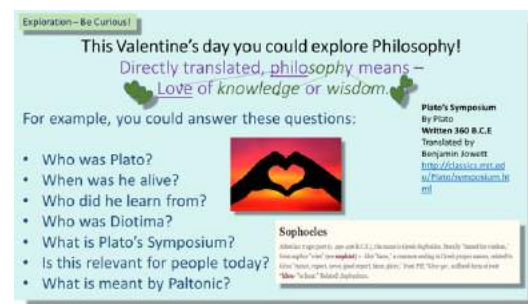 Exploration – Be Curious!
This Valentine's day you could explore Philosophy!
Directly translated, philosophy means –
Love of knowledge or wisdom.
For example, you could answer these questions:
• Who was Plato?
• When was he alive?
• Who did he learn from?
• Who was Diotima?
• What is Plato's Symposium?
• Is this relevant for people today?
• What is meant by Paltonic?
Plato's Symposium
By Plato
Written 360 B.C.E
Translated by
Benjamin Jowett
http://classics.mit.ed
u/Plato/symposium.ht
ml
Sophocles